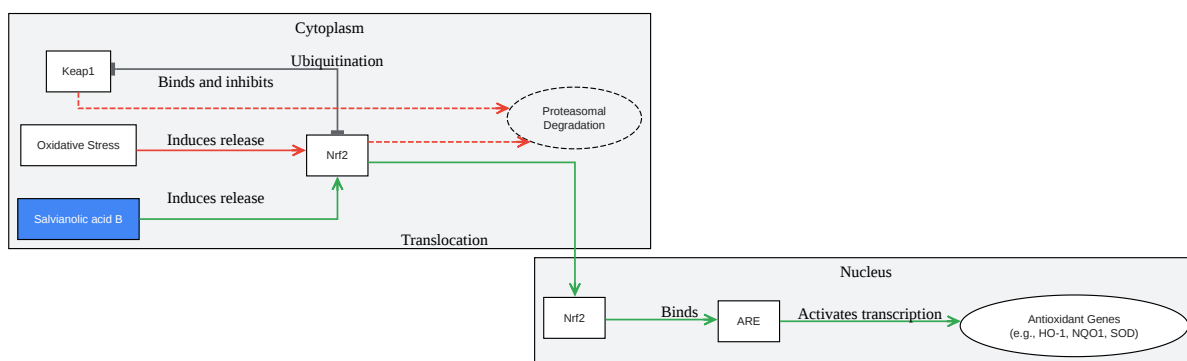 Cytoplasm
Keap1
Ubiquitination
Binds and inhibits
Proteasomal
Degradation
Oxidative Stress
Induces release
Nrf2
Salvianolic acid B
Induces release
Translocation
Nucleus
Nrf2
Binds
ARE
Activates transcription
Antioxidant Genes
(e.g., HO-1, NQO1, SOD)